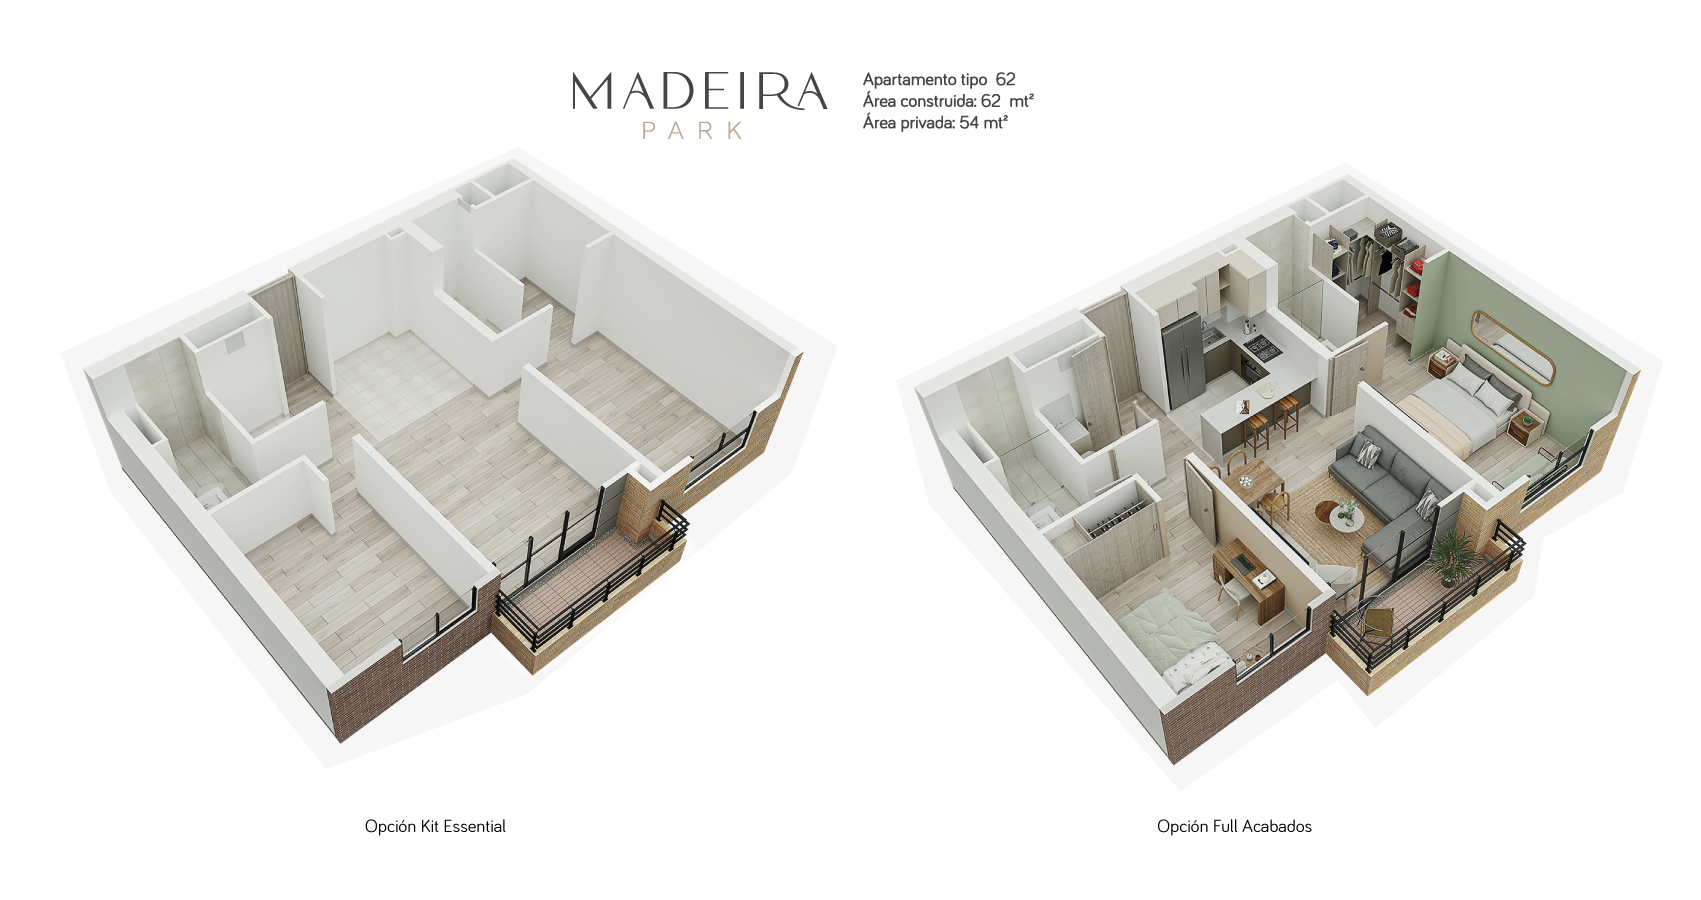 MADEIRA
PARK
Apartamento tipo 62
Área construida: 62 mt²
Área privada: 54 mt²
Opción Kit Essential
Opción Full Acabados